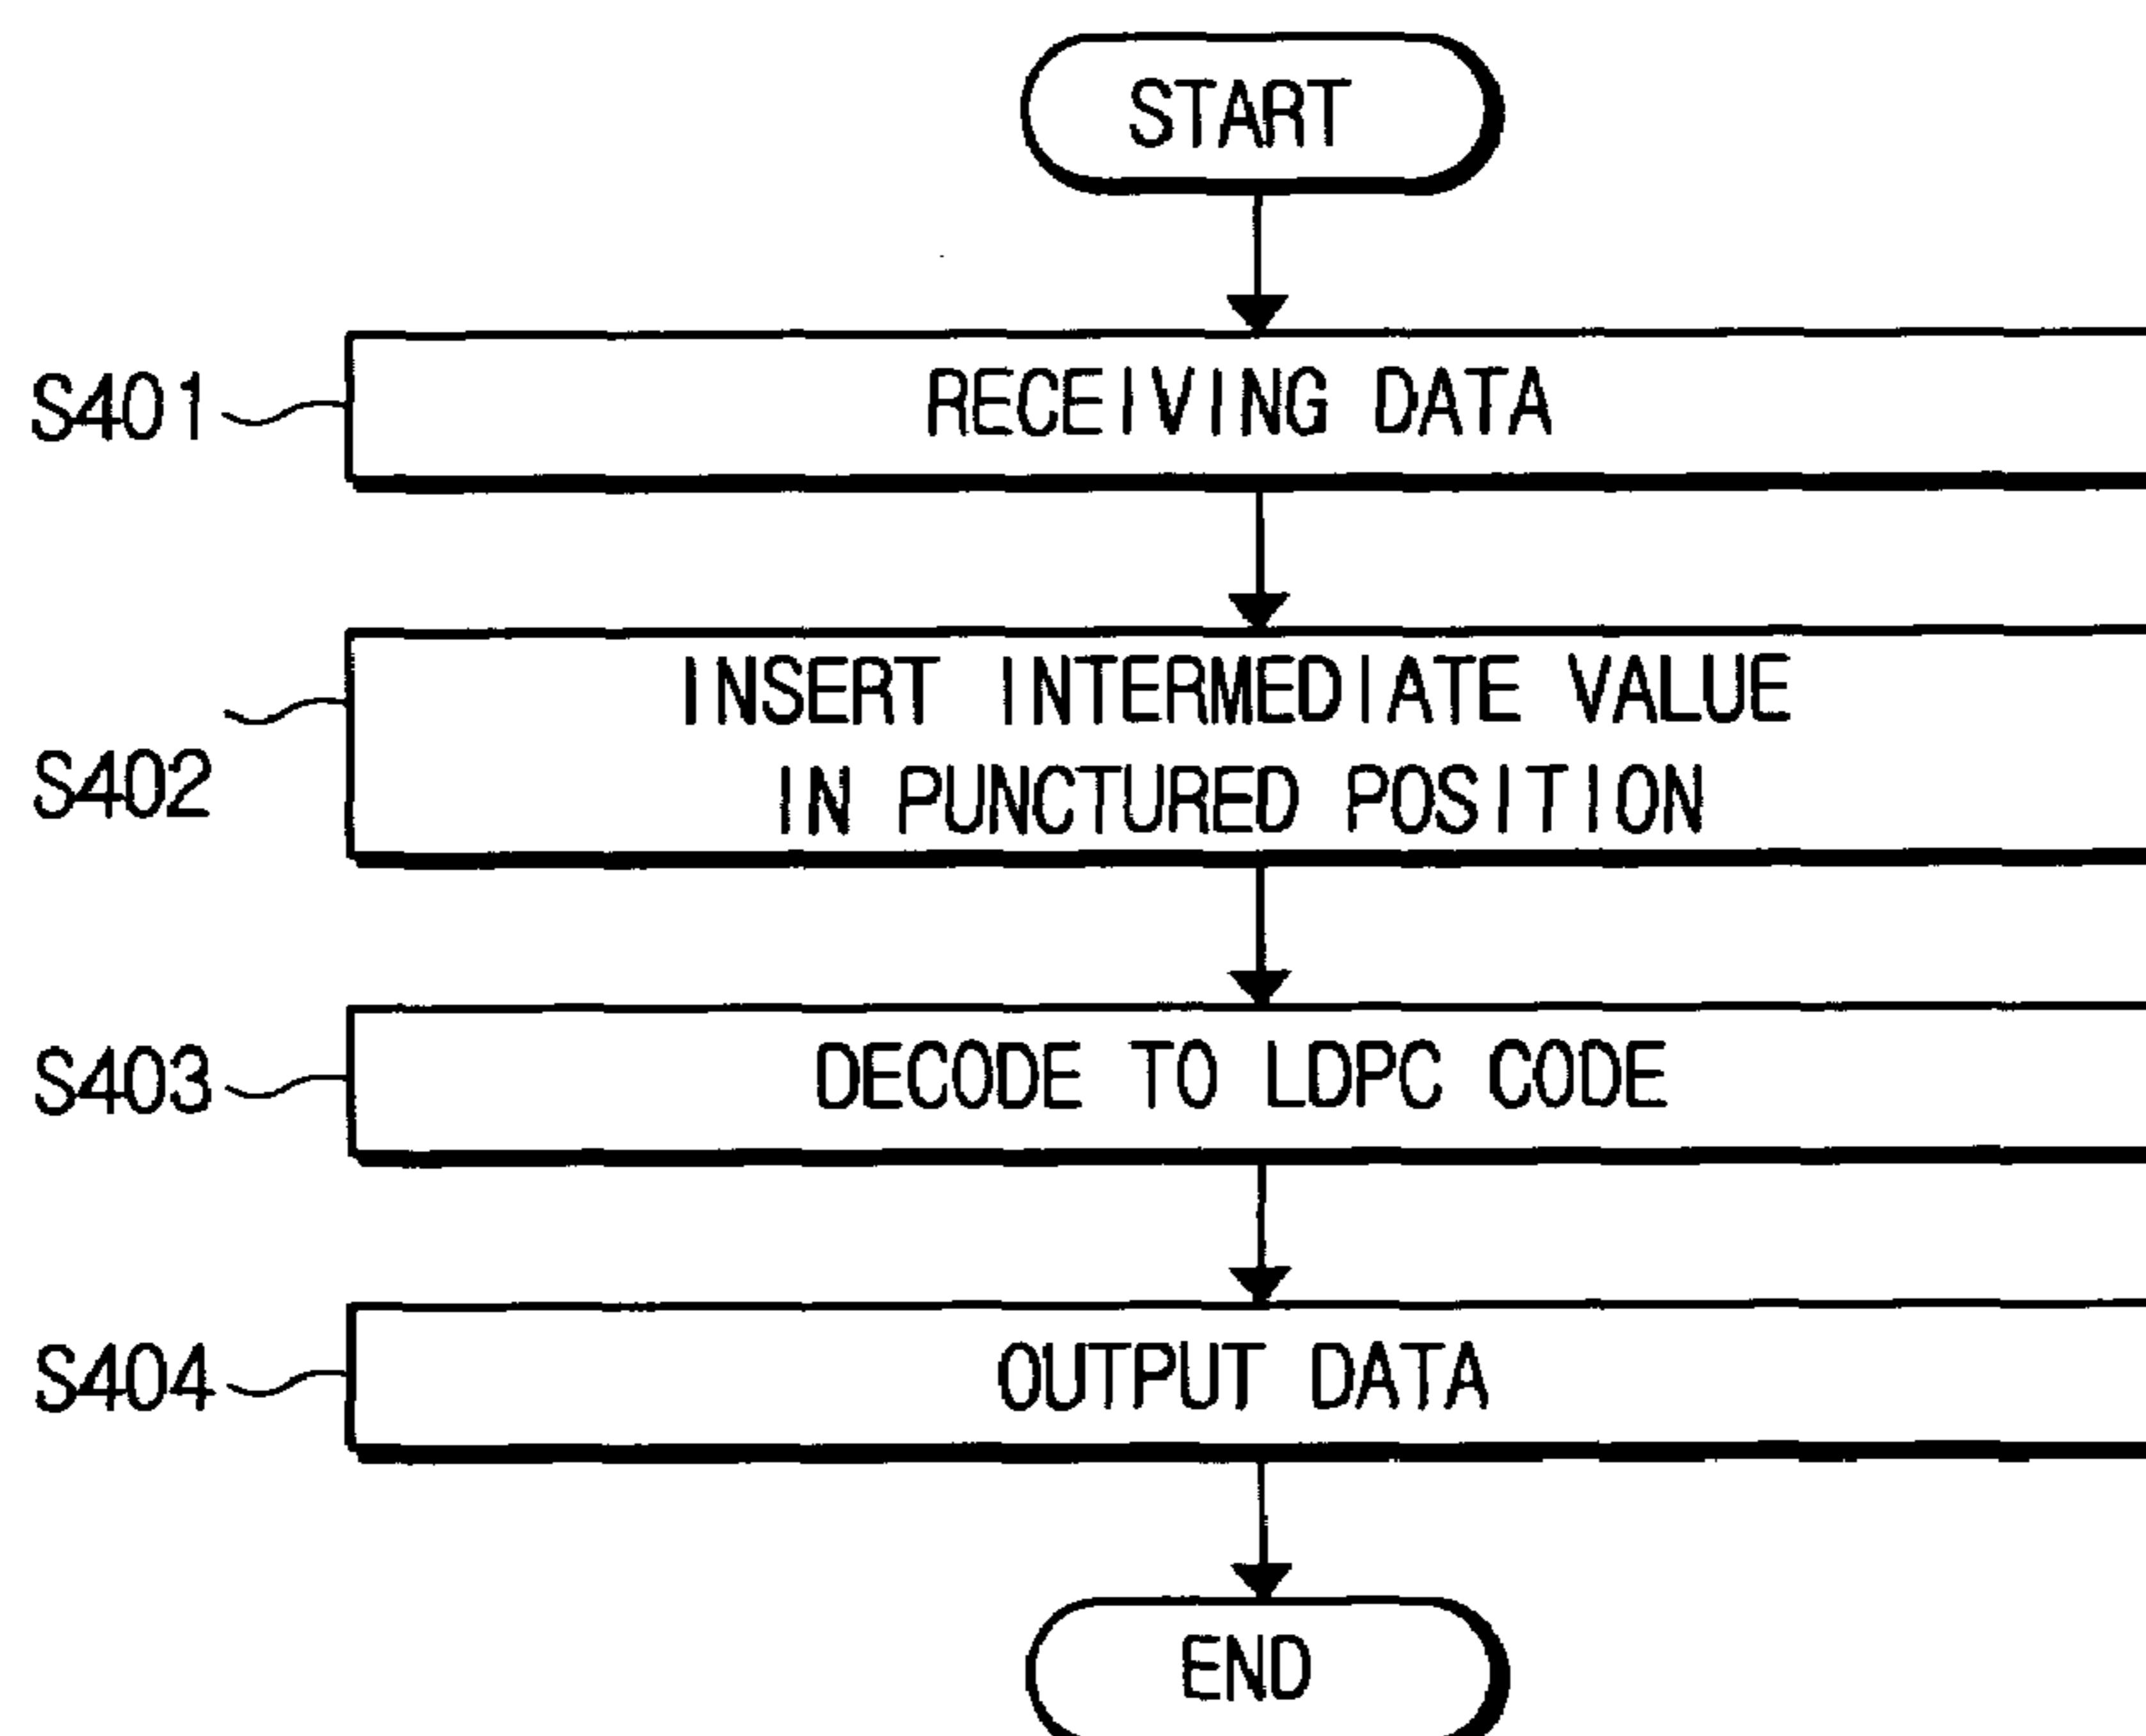 START
S401
RECEIVING DATA
S402
INSERT INTERMEDIATE VALUE
IN PUNCTURED POSITION
S403
DECODE TO LDPC CODE
S404
OUTPUT DATA
END